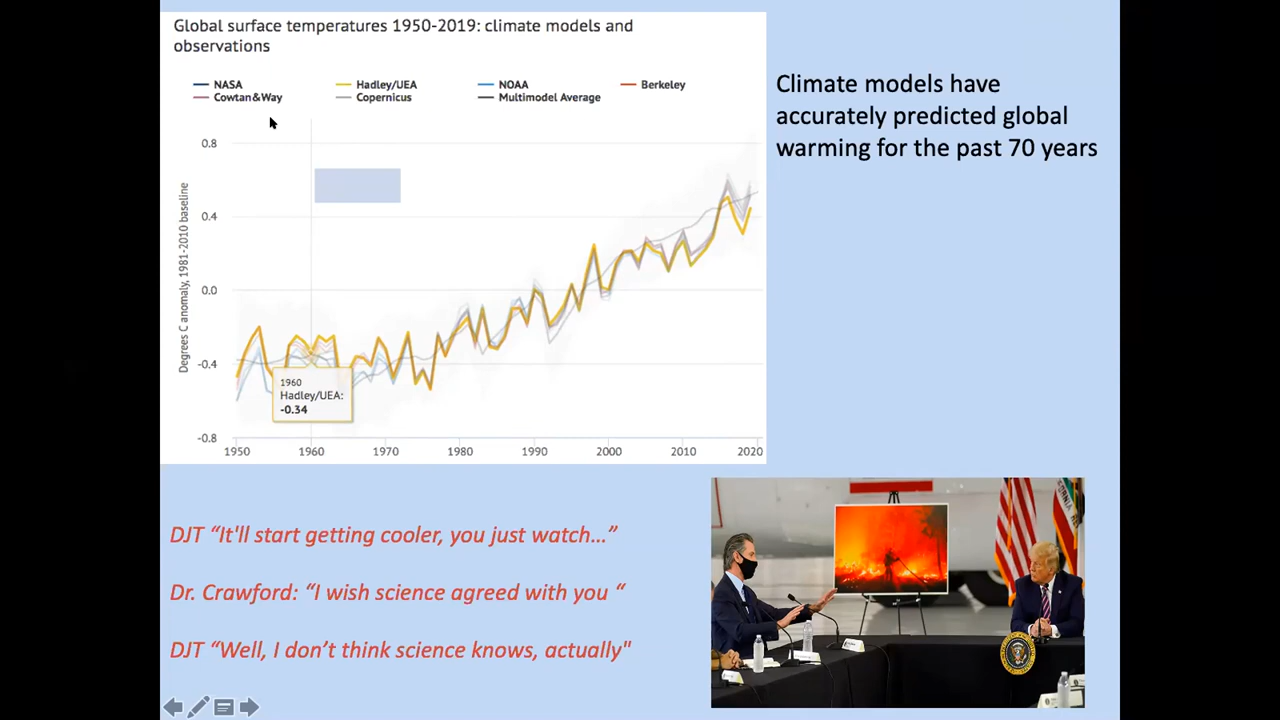 Global surface temperatures 1950-2019: climate models and
observations
NASA
Hadley/UEA
NOAA
Berkeley
Cowtan&Way
Copernicus
Multimodel Average
Climate models have
accurately predicted global
warming for the past 70 years
Degrees C anomaly, 1981-2010 baseline
0.8
0.4
0.0
-0.4
-0.8
1960
Hadley/UEA:
-0.34
1950
1960
1970
1980
1990
2000
2010
2020
DJT “It'll start getting cooler, you just watch…”
Dr. Crawford: “I wish science agreed with you “
DJT “Well, I don’t think science knows, actually"